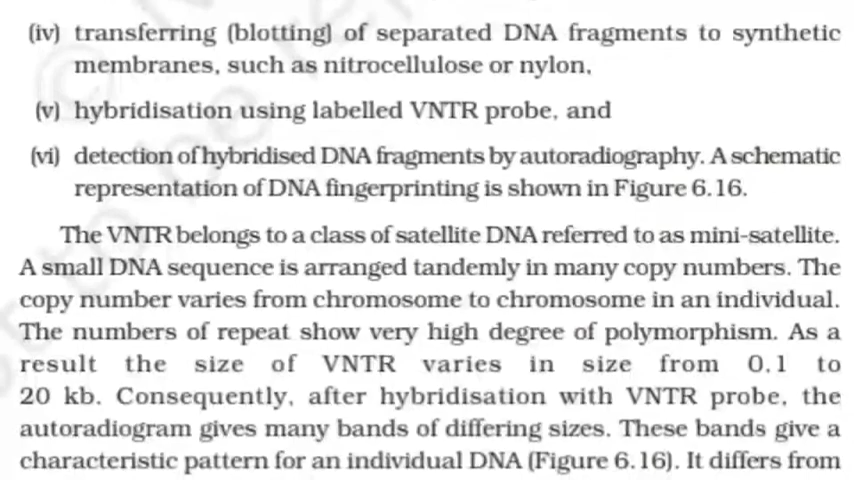 (iv) transferring (blotting) of separated DNA fragments to synthetic
membranes, such as nitrocellulose or nylon,
(v) hybridisation using labelled VNTR probe, and
(vi) detection of hybridised DNA fragments by autoradiography. A schematic
representation of DNA fingerprinting is shown in Figure 6.16.
The VNTR belongs to a class of satellite DNA referred to as mini-satellite.
A small DNA sequence is arranged tandemly in many copy numbers. The
copy number varies from chromosome to chromosome in an individual.
The numbers of repeat show very high degree of polymorphism. As a
result the size of VNTR varies in size from 0.1 to
20 kb. Consequently, after hybridisation with VNTR probe, the
autoradiogram gives many bands of differing sizes. These bands give a
characteristic pattern for an individual DNA (Figure 6.16). It differs from